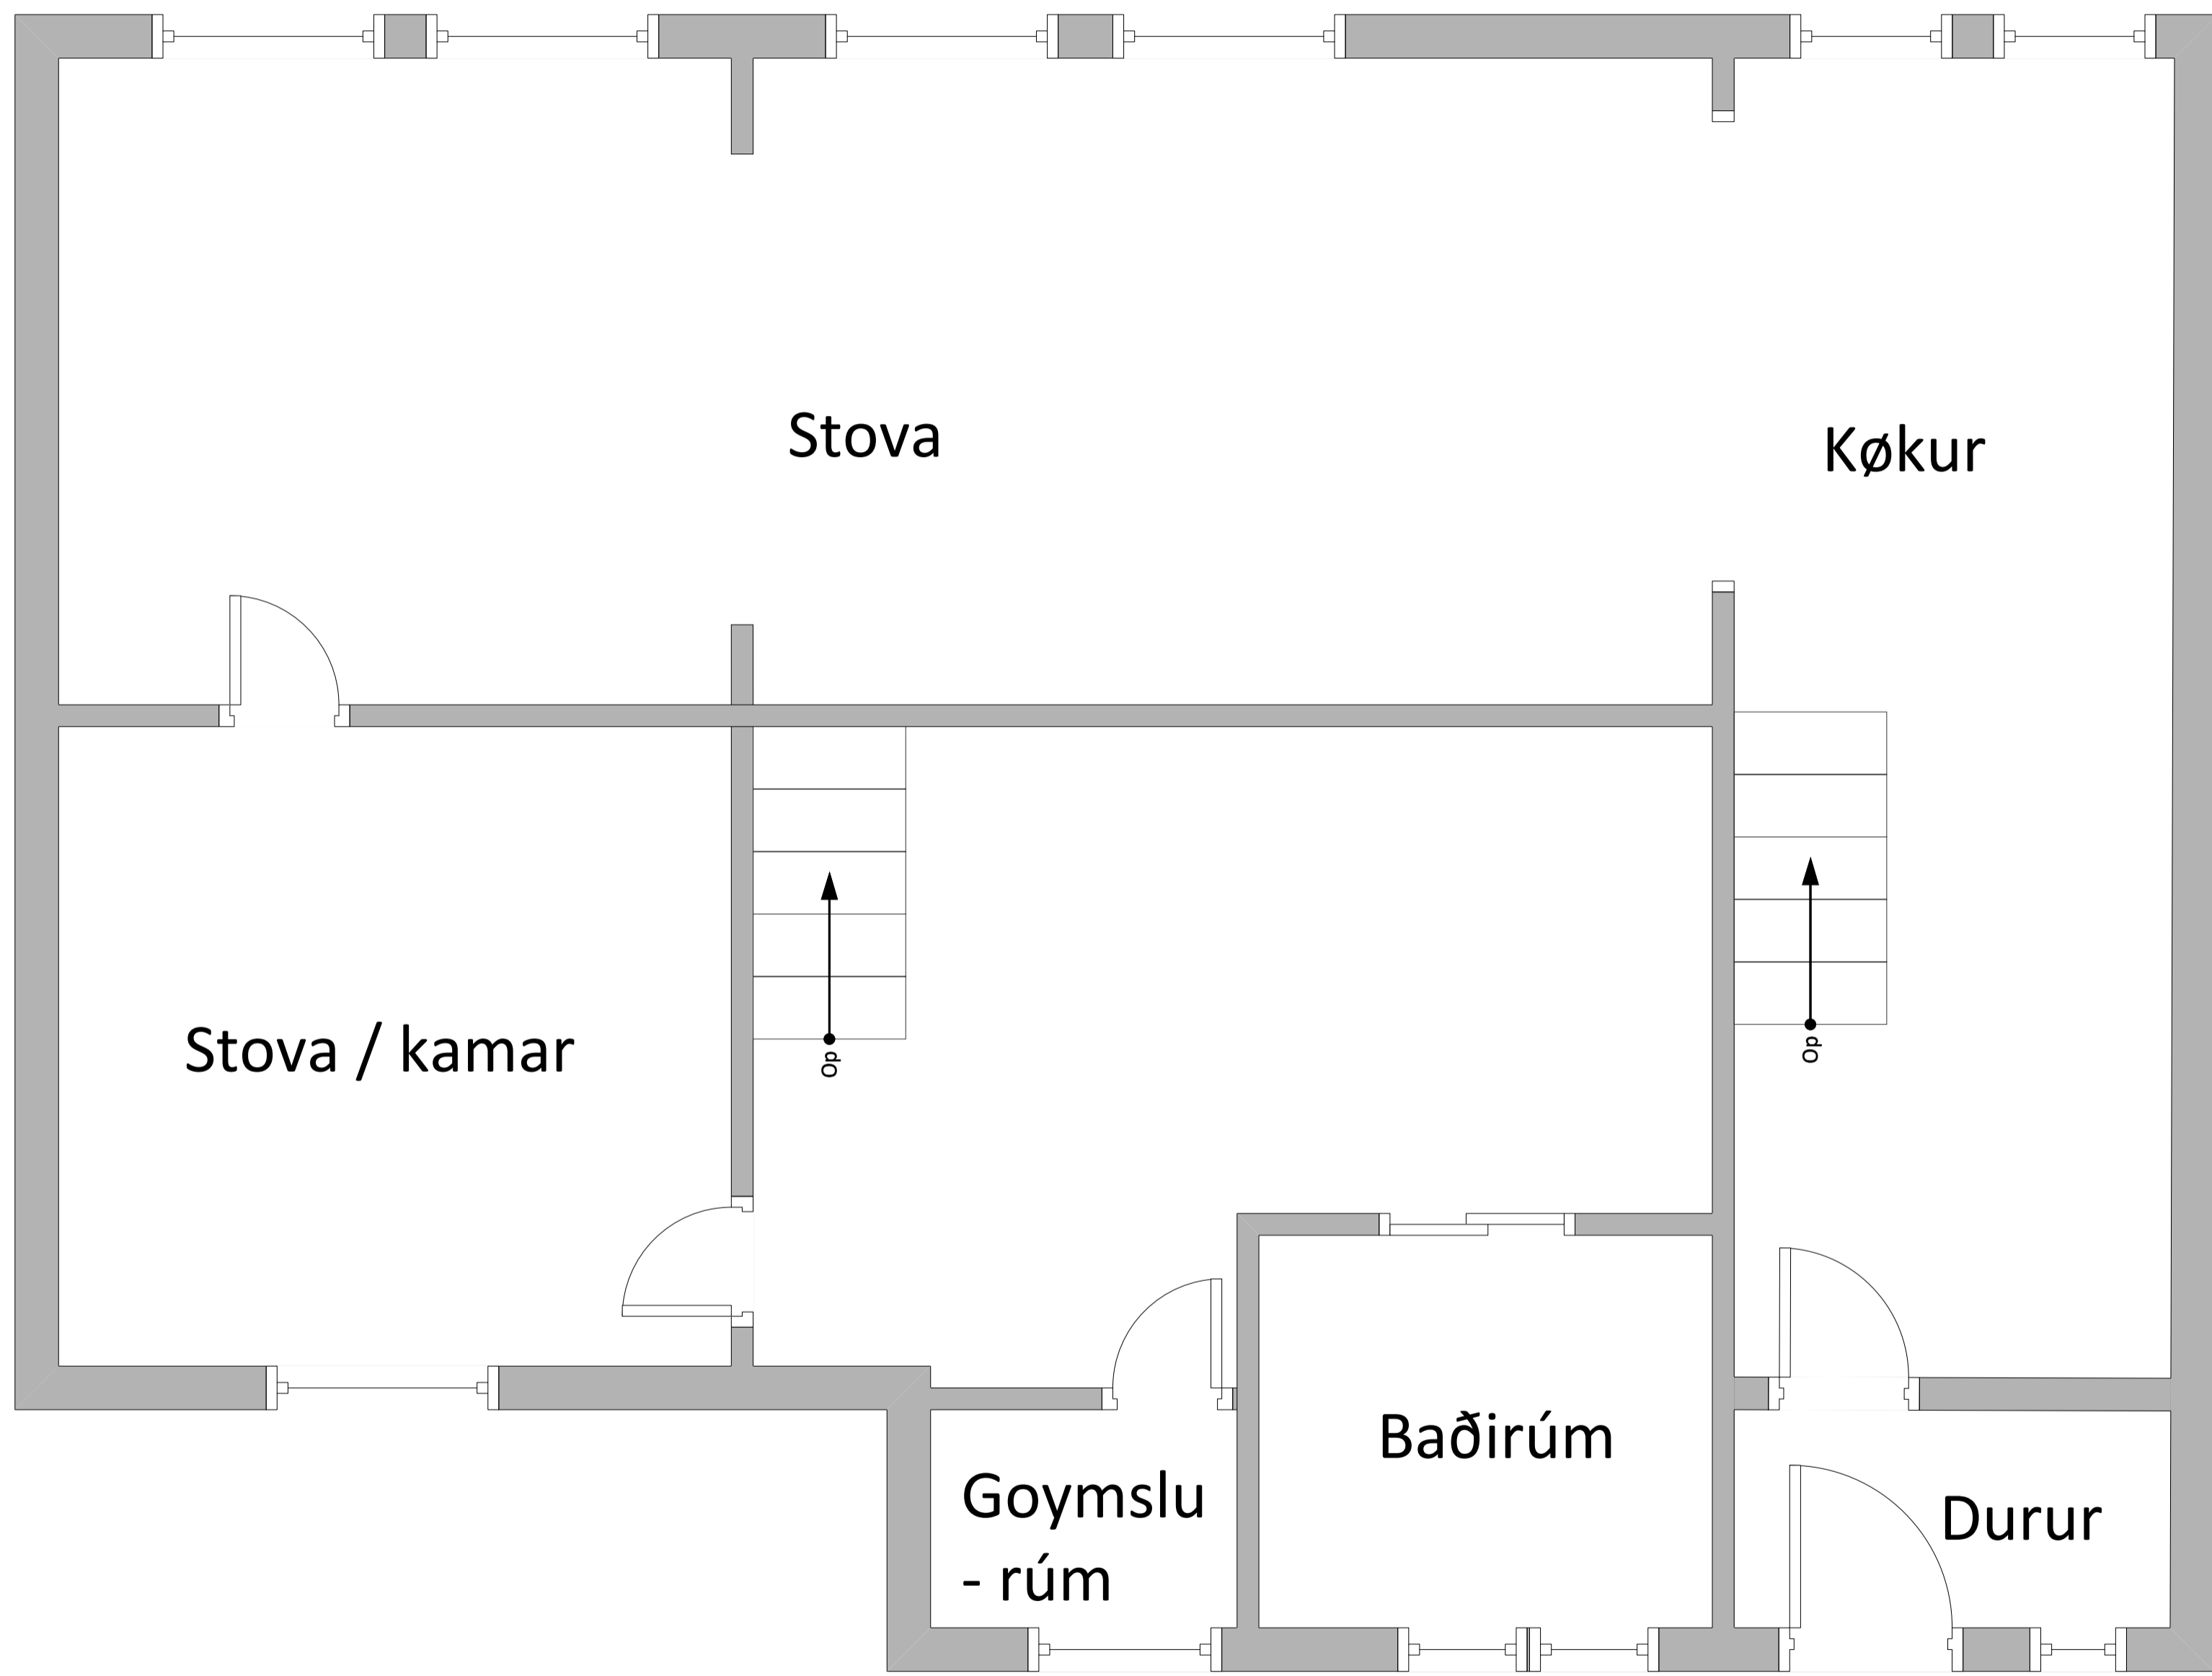 Stova
Køkur
Stova / kamar
Op
Op
Baðirúm
Goymslu
- rúm
Durur